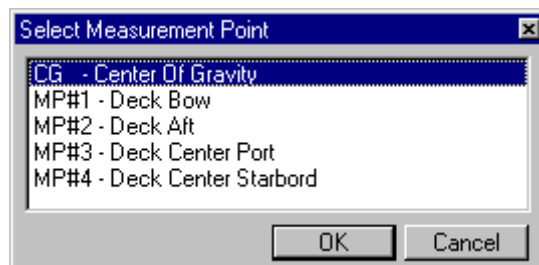 Select Measurement Point
CG - Center Of Gravity
MP#1 - Deck Bow
MP#2 - Deck Aft
MP#3 - Deck Center Port
MP#4 - Deck Center Starbord
OK Cancel